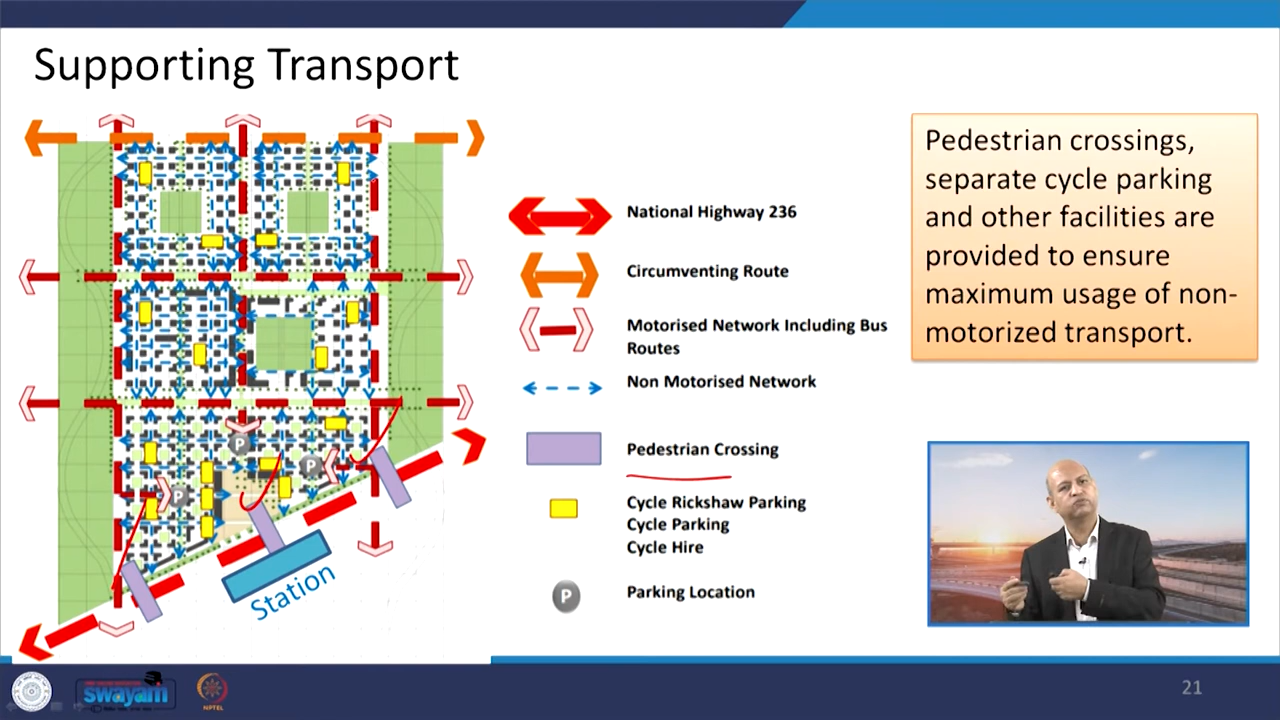 Supporting Transport
P
P
P
Station
National Highway 236
Circumventing Route
Motorised Network Including Bus
Routes
Non Motorised Network
Pedestrian Crossing
Cycle Rickshaw Parking
Cycle Parking
Cycle Hire
P
Parking Location
Pedestrian crossings,
separate cycle parking
and other facilities are
provided to ensure
maximum usage of non-
motorized transport.
swayam
NPTEL
21